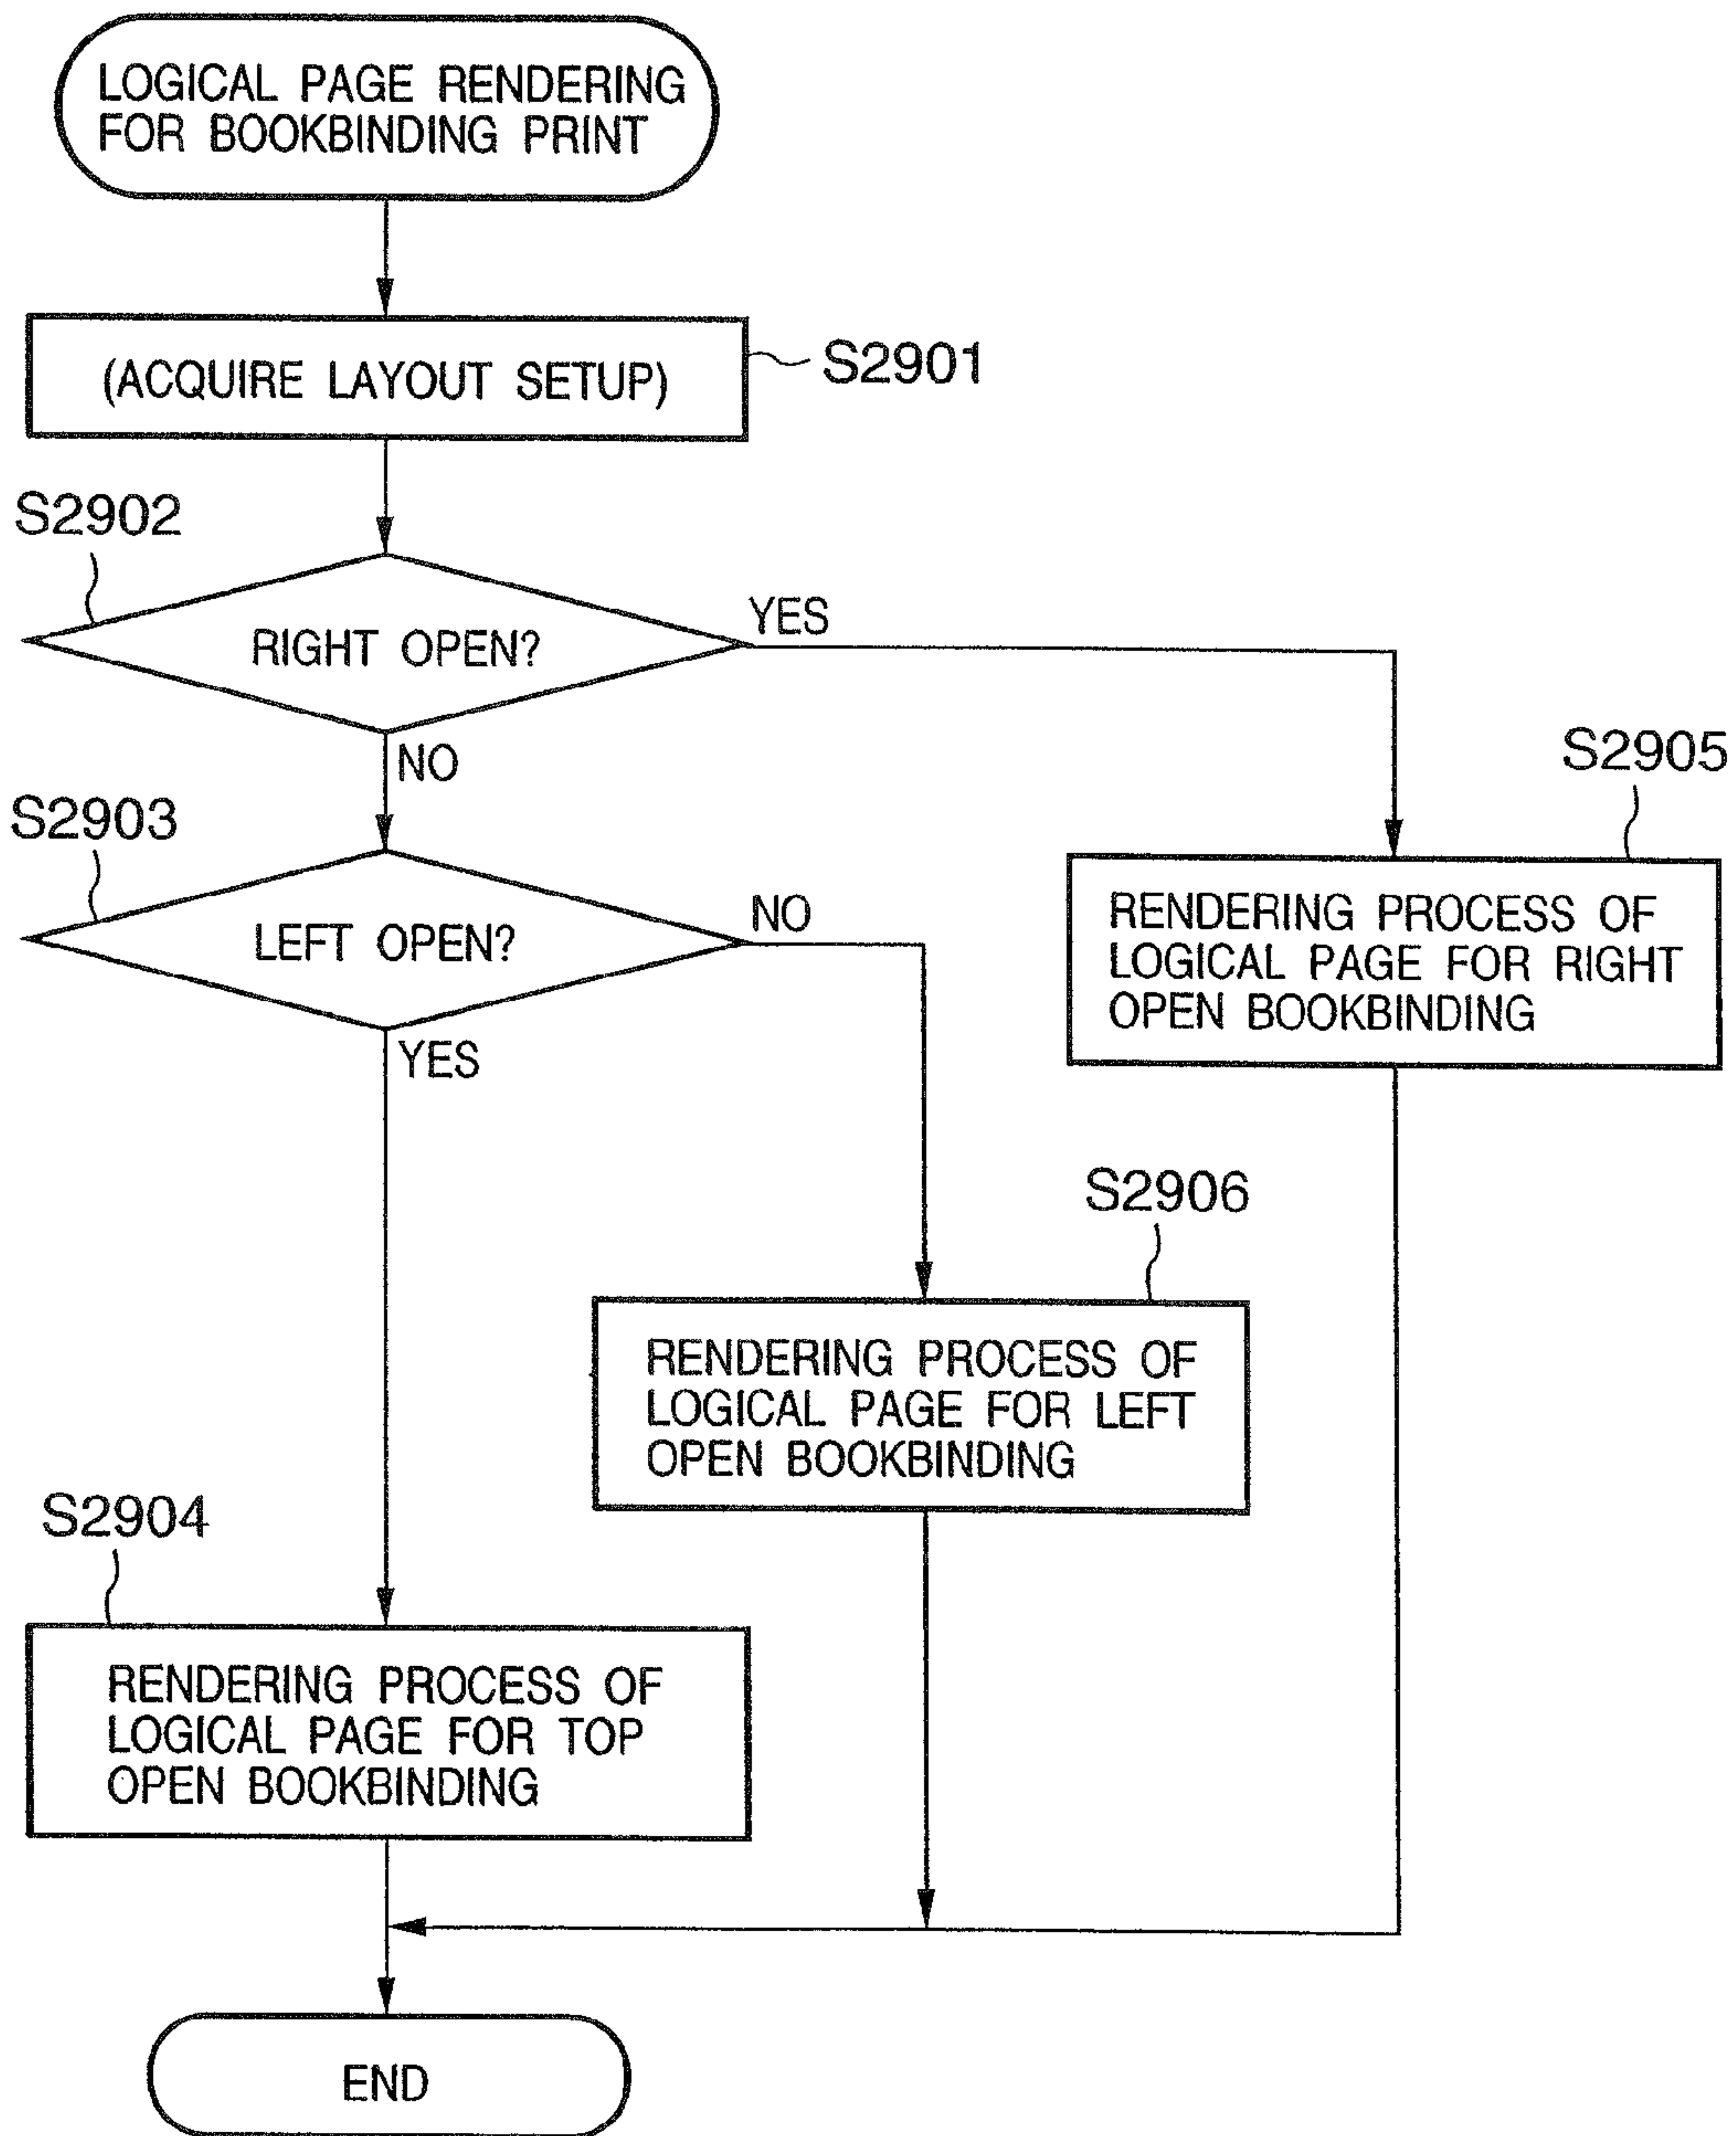 LOGICAL PAGE RENDERING
FOR BOOKBINDING PRINT
(ACQUIRE LAYOUT SETUP)
S2901
S2902
RIGHT OPEN?
YES
NO
S2903
LEFT OPEN?
NO
YES
S2905
RENDERING PROCESS OF
LOGICAL PAGE FOR RIGHT
OPEN BOOKBINDING
S2906
RENDERING PROCESS OF
LOGICAL PAGE FOR LEFT
OPEN BOOKBINDING
S2904
RENDERING PROCESS OF
LOGICAL PAGE FOR TOP
OPEN BOOKBINDING
END